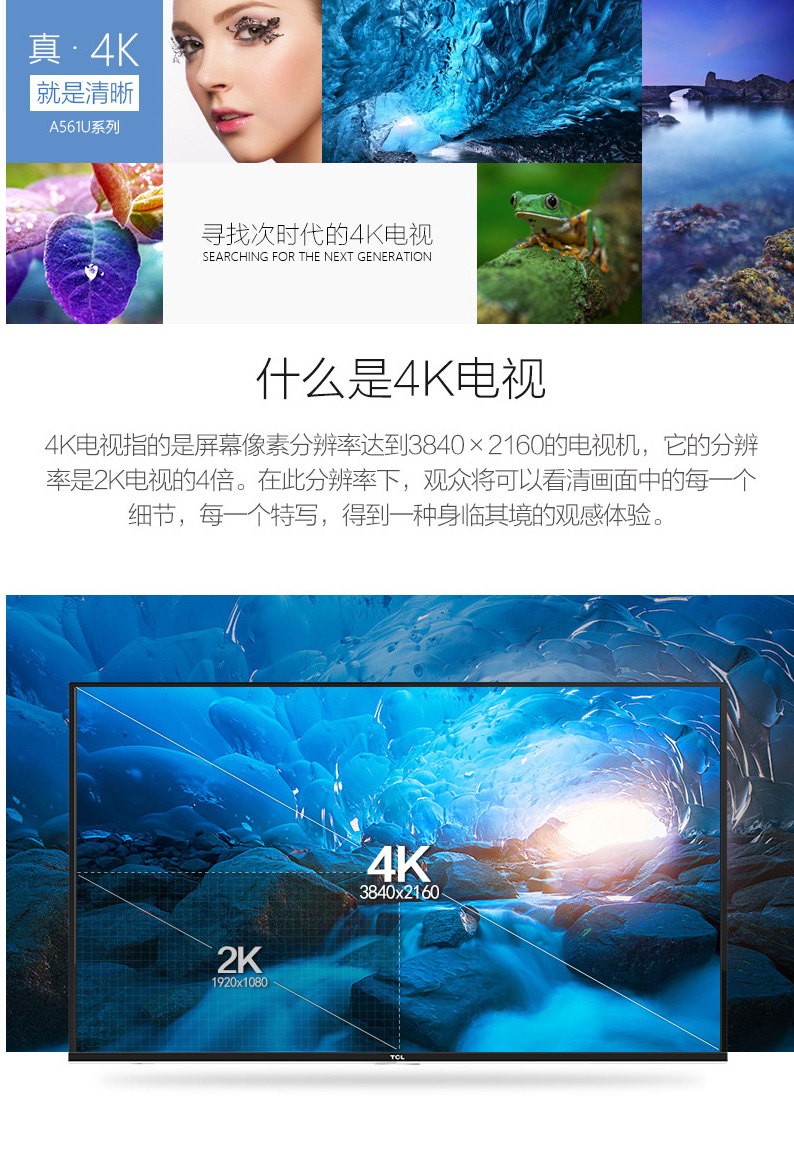 真·4K
就是清晰
A561U系列
寻找次时代的4K电视
SEARCHING FOR THE NEXT GENERATION
什么是4K电视
4K电视指的是屏幕像素分辨率达到3840×2160的电视机，它的分辨
率是2K电视的4倍。在此分辨率下，观众将可以看清画面中的每一个
细节，每一个特写，得到一种身临其境的观感体验。
4K
3840x2160
2K
1920x1080
TCL